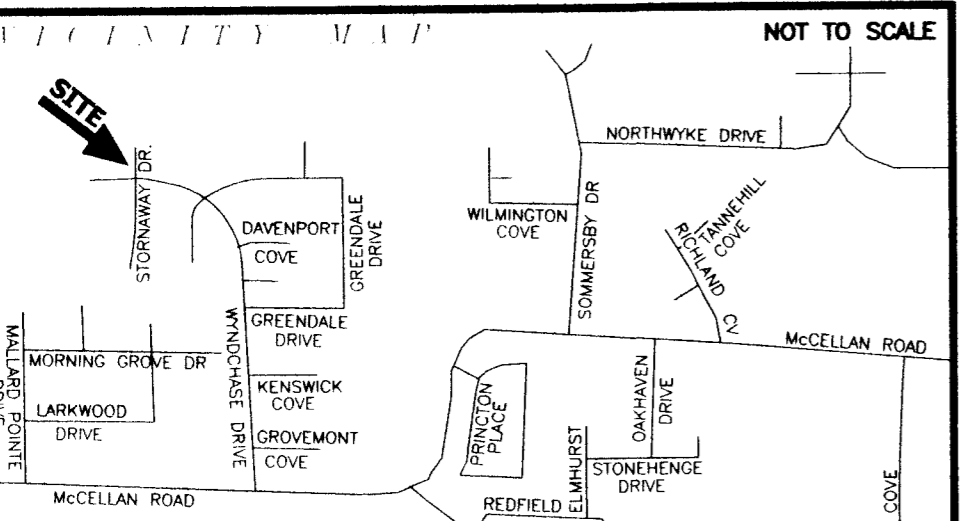 VICINITY MAP
NOT TO SCALE
SITE
STORNAWAY DR.
DAVENPORT
COVE
GREENDALE
DRIVE
GREENDALE
DRIVE
WILMINGTON
COVE
SOMMERSBY DR
NORTHWYKE DRIVE
TANNEHILL
COVE
RICHLAND CV
McCELLAN ROAD
MALLARD POINTE
MORNING GROVE DR
LARKWOOD
DRIVE
WYNDCHASE DRIVE
KENSWICK
COVE
GROVEMONT
COVE
PRINCTON
PLACE
OAKHAVEN
DRIVE
ELMHURST
STONEHENGE
DRIVE
REDFIELD
COVE
McCELLAN ROAD